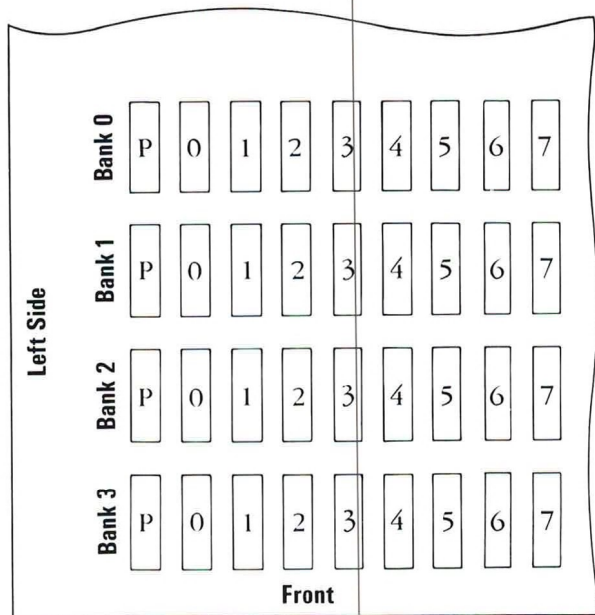 Bank 0 P 0 1 2 3 4 5 6 7
Bank 1 P 0 1 2 3 4 5 6 7
Left Side
Bank 2 P 0 1 2 3 4 5 6 7
Bank 3 P 0 1 2 3 4 5 6 7
Front